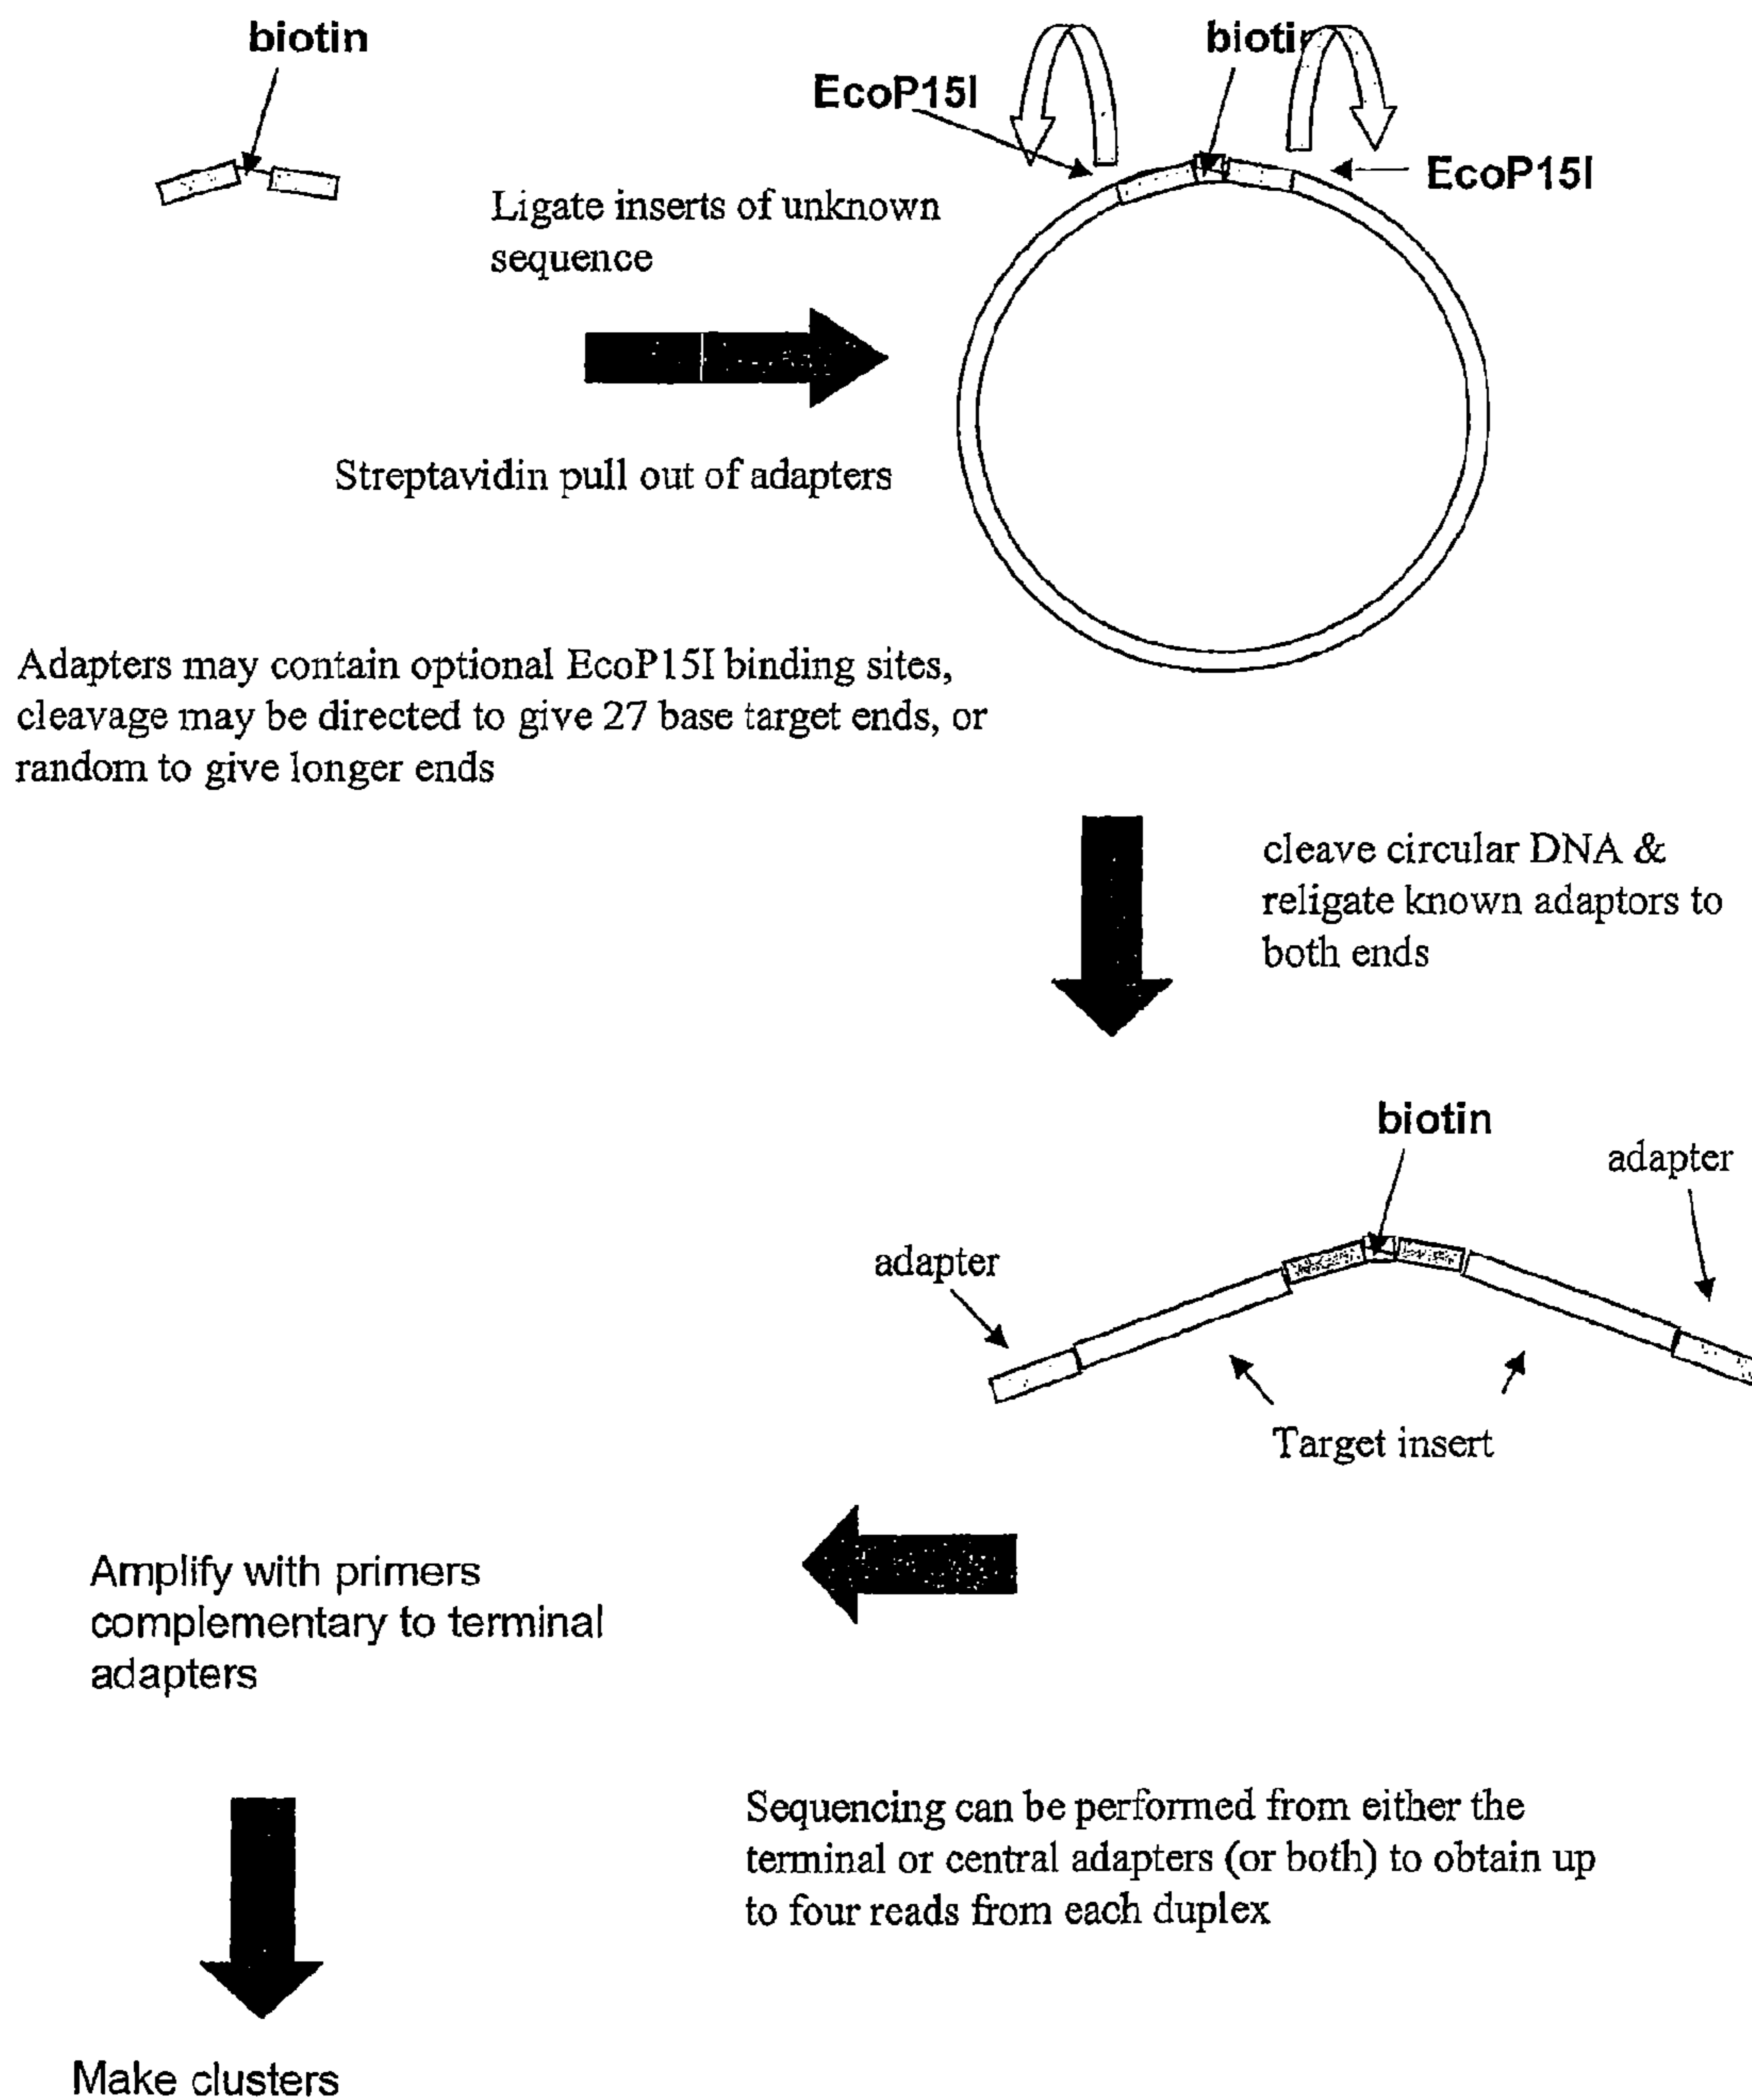 biotin
biotin
EcoP15I
EcoP15I
Ligate inserts of unknown
sequence
Streptavidin pull out of adapters
Adapters may contain optional EcoP15I binding sites,
cleavage may be directed to give 27 base target ends, or
random to give longer ends
cleave circular DNA &
religate known adaptors to
both ends
biotin
adapter
adapter
Target insert
Amplify with primers
complementary to terminal
adapters
Sequencing can be performed from either the
terminal or central adapters (or both) to obtain up
to four reads from each duplex
Make clusters